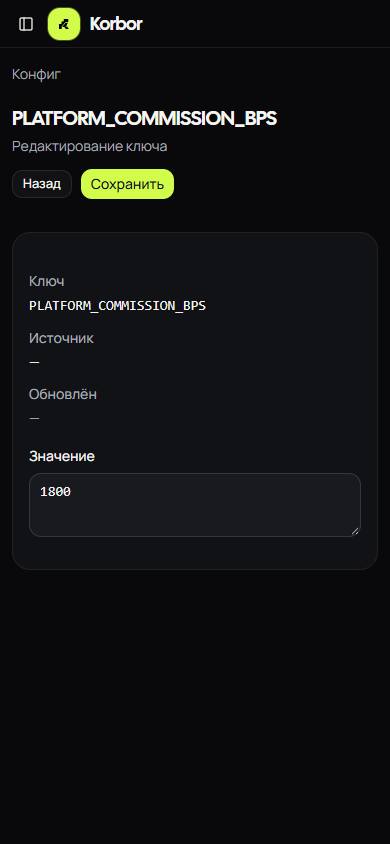 Korbor
Конфиг
PLATFORM_COMMISSION_BPS
Редактирование ключа
Назад
Сохранить
Ключ
PLATFORM_COMMISSION_BPS
Источник
—
Обновлён
—
Значение
1800